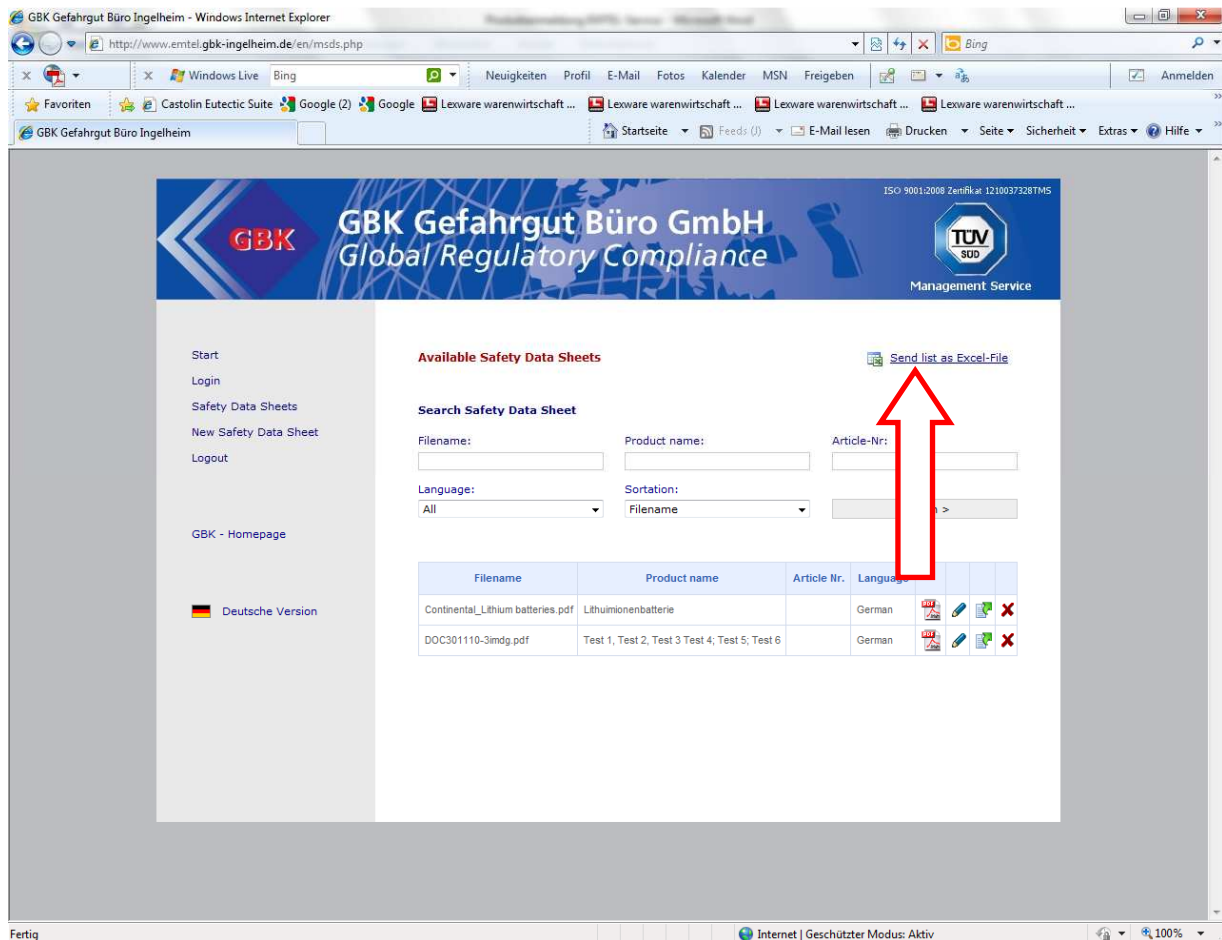 GBK Gefahrgut Büro Ingelheim - Windows Internet Explorer
http://www.emtel.gbk-ingelheim.de/en/msds.php
Bing
x
x Windows Live Bing Neuigkeiten Profil E-Mail Fotos Kalender MSN Freigeben Anmelden
Favoriten Castolin Eutectic Suite Google (2) Google Lexware warenwirtschaft ... Lexware warenwirtschaft ... Lexware warenwirtschaft ... Lexware warenwirtschaft ...
GBK Gefahrgut Büro Ingelheim Startseite Feeds (J) E-Mail lesen Drucken Seite Sicherheit Extras Hilfe
ISO 9001:2008 Zertifikat 1210037328TMS
GBK
GBK Gefahrgut Büro GmbH
Global Regulatory Compliance
TÜV
SÜD
Management Service
Start
Login
Safety Data Sheets
New Safety Data Sheet
Logout
GBK - Homepage
Deutsche Version
Available Safety Data Sheets Send list as Excel-File
Search Safety Data Sheet
Filename: Product name: Article-Nr:
Language: Sortation:
All Filename >
Filename Product name Article Nr. Language
Continental_Lithium batteries.pdf Lithuimionenbatterie German
DOC301110-3imdg.pdf Test 1, Test 2, Test 3 Test 4; Test 5; Test 6 German
Fertig Internet | Geschützter Modus: Aktiv 100%